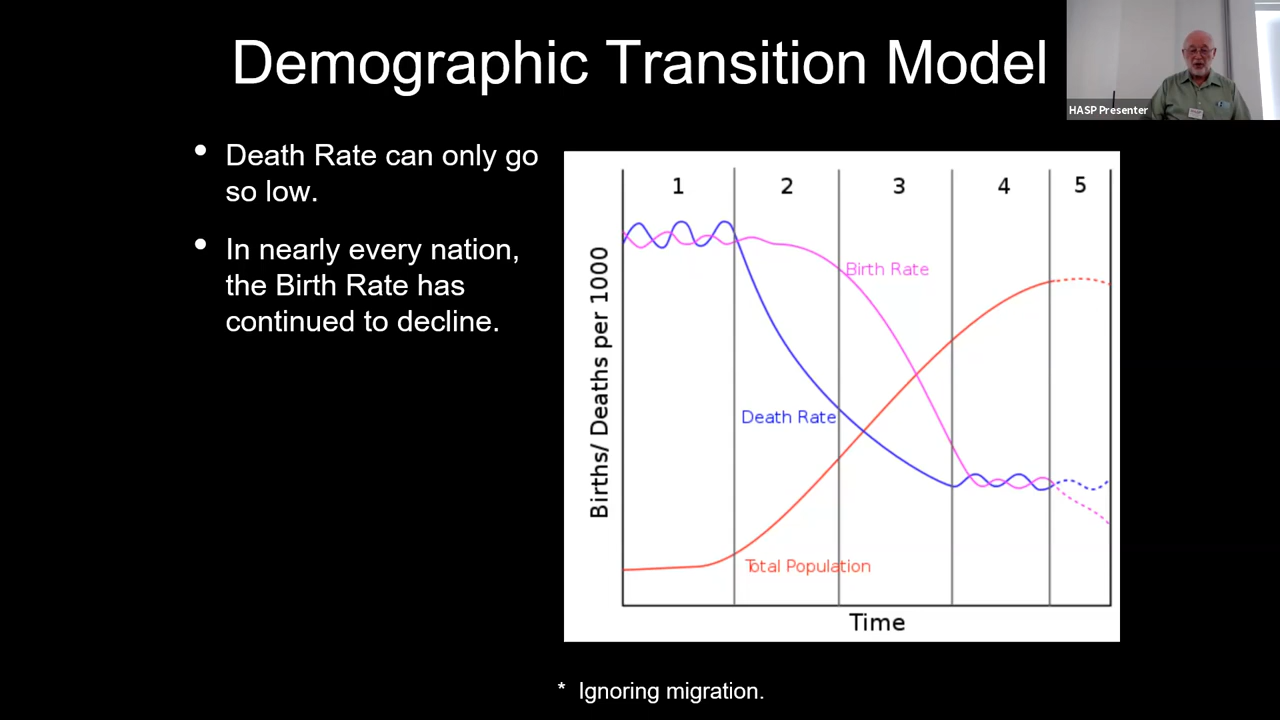 Demographic Transition Model
HASP Presenter
• Death Rate can only go
so low.
• In nearly every nation,
the Birth Rate has
continued to decline.
1 2 3 4 5
Births/ Deaths per 1000
Birth Rate
Death Rate
Total Population
Time
* Ignoring migration.